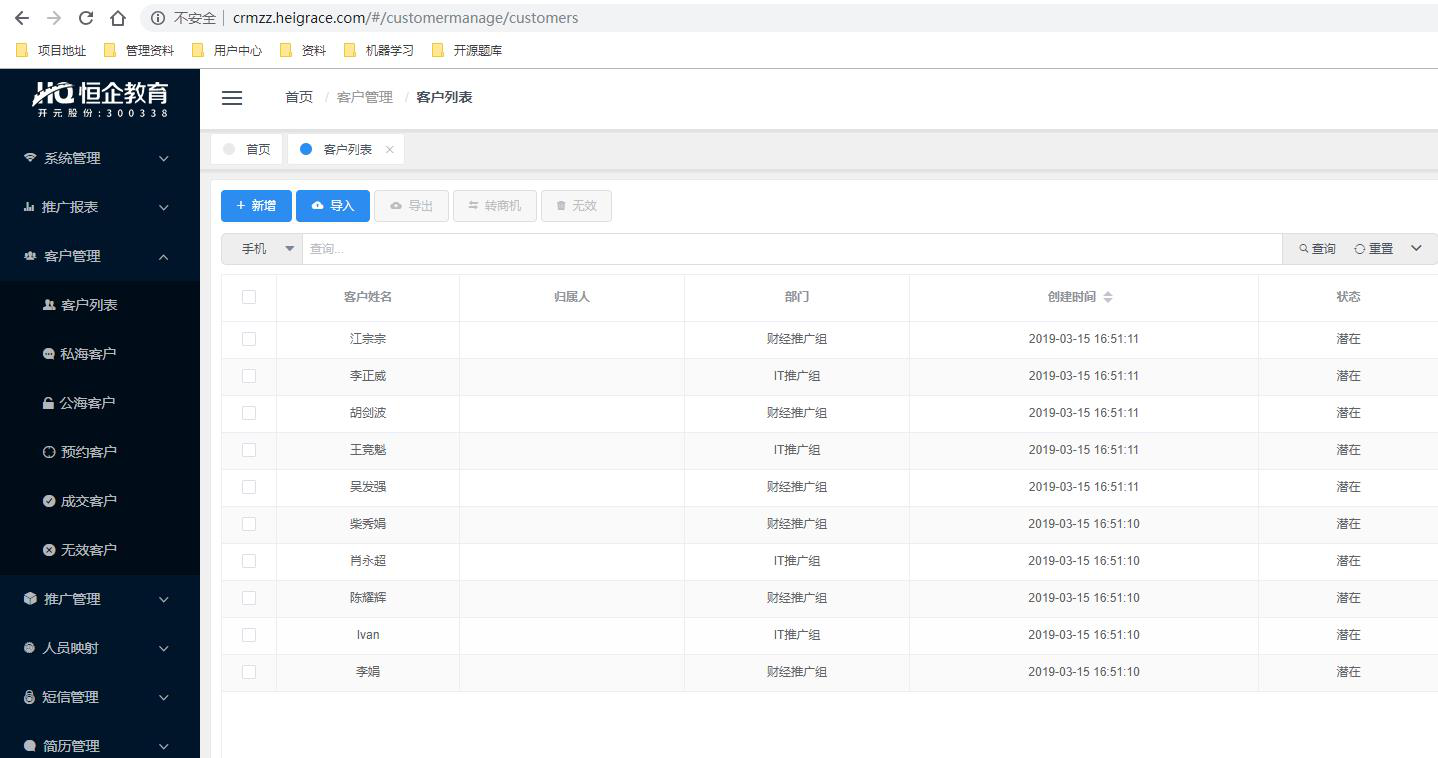 不安全 crmzz.heigrace.com/#/customermanage/customers
项目地址 管理资料 用户中心 资料 机器学习 开源题库
HQ 恒企教育
开元股份:300338
首页 / 客户管理 / 客户列表
首页 客户列表
系统管理
推广报表
客户管理
客户列表
私海客户
公海客户
预约客户
成交客户
无效客户
推广管理
人员映射
短信管理
简历管理
新增 导入 导出 转商机 无效
手机 查询... 查询 重置
客户姓名 归属人 部门 创建时间 状态
江宗宗 财经推广组 2019-03-15 16:51:11 潜在
李正威 IT推广组 2019-03-15 16:51:11 潜在
胡剑波 财经推广组 2019-03-15 16:51:11 潜在
王竞魁 IT推广组 2019-03-15 16:51:11 潜在
吴发强 财经推广组 2019-03-15 16:51:11 潜在
柴秀娟 财经推广组 2019-03-15 16:51:10 潜在
肖永超 IT推广组 2019-03-15 16:51:10 潜在
陈耀辉 财经推广组 2019-03-15 16:51:10 潜在
Ivan IT推广组 2019-03-15 16:51:10 潜在
李娟 财经推广组 2019-03-15 16:51:10 潜在